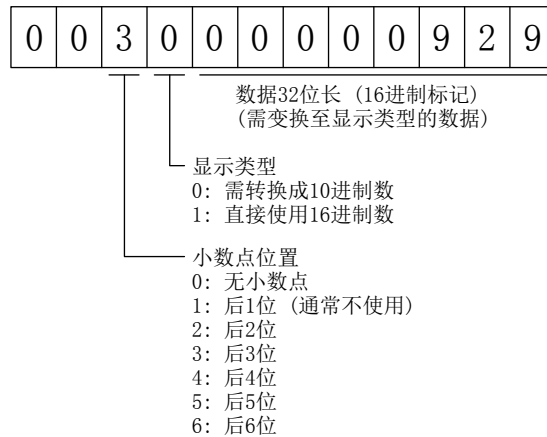 0 0 3 0 0 0 0 0 0 9 2 9
数据32位长 (16进制标记)
(需变换至显示类型的数据)
显示类型
0: 需转换成10进制数
1: 直接使用16进制数
小数点位置
0: 无小数点
1: 后1位 (通常不使用)
2: 后2位
3: 后3位
4: 后4位
5: 后5位
6: 后6位